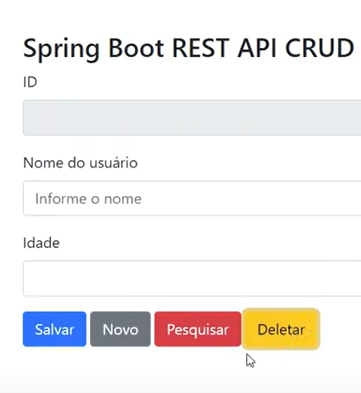 Spring Boot REST API CRUD
ID
Nome do usuário
Informe o nome
Idade
Salvar Novo Pesquisar Deletar